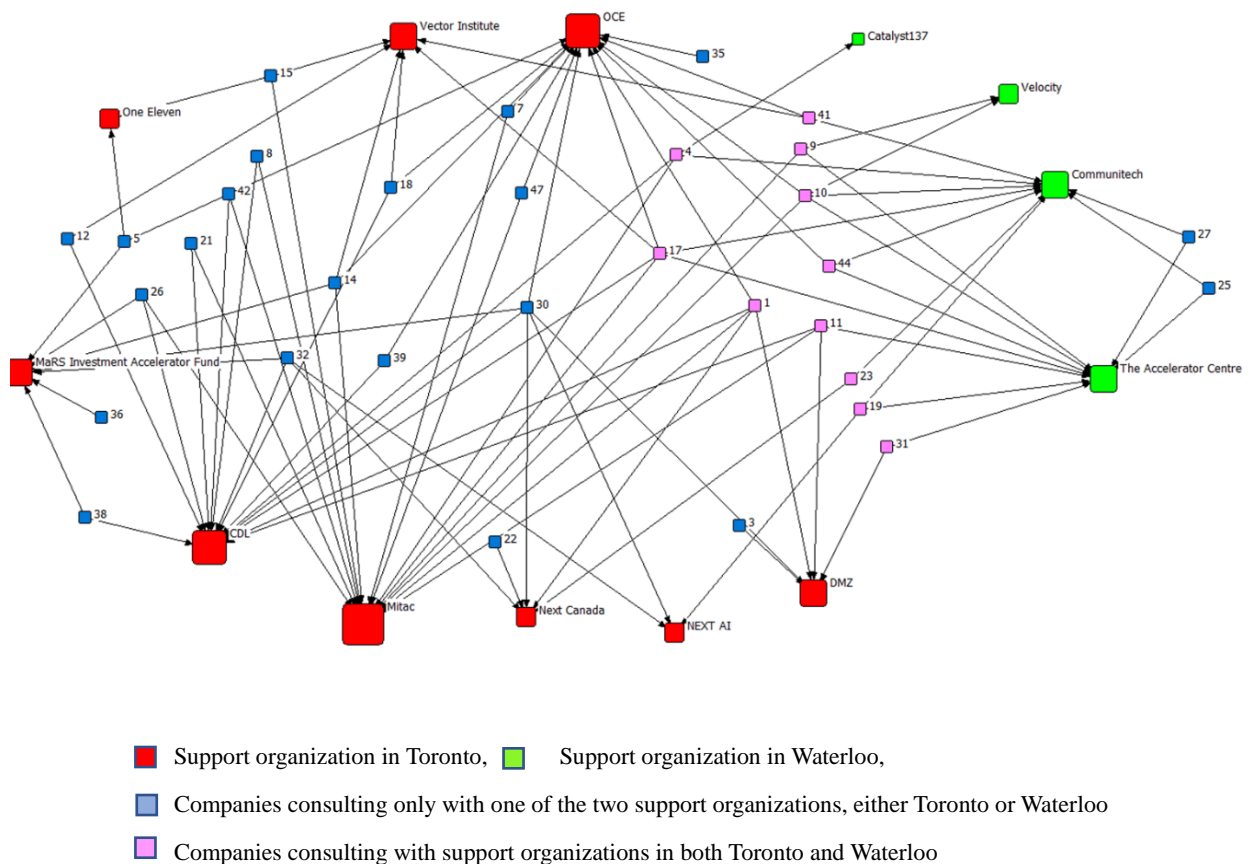 OCE
Vector Institute
Catalyst137
35
15
Velocity
One Eleven
7
41
9
8
4
Communitech
18
47
42
10
12
5
21
17
27
44
14
26
25
30
1
11
32
39
MaRS Investment Accelerator Fund
The Accelerator Centre
23
36
19
31
38
3
CDL
22
DMZ
Mitac
Next Canada
NEXT AI
Support organization in Toronto, Support organization in Waterloo,
Companies consulting only with one of the two support organizations, either Toronto or Waterloo
Companies consulting with support organizations in both Toronto and Waterloo